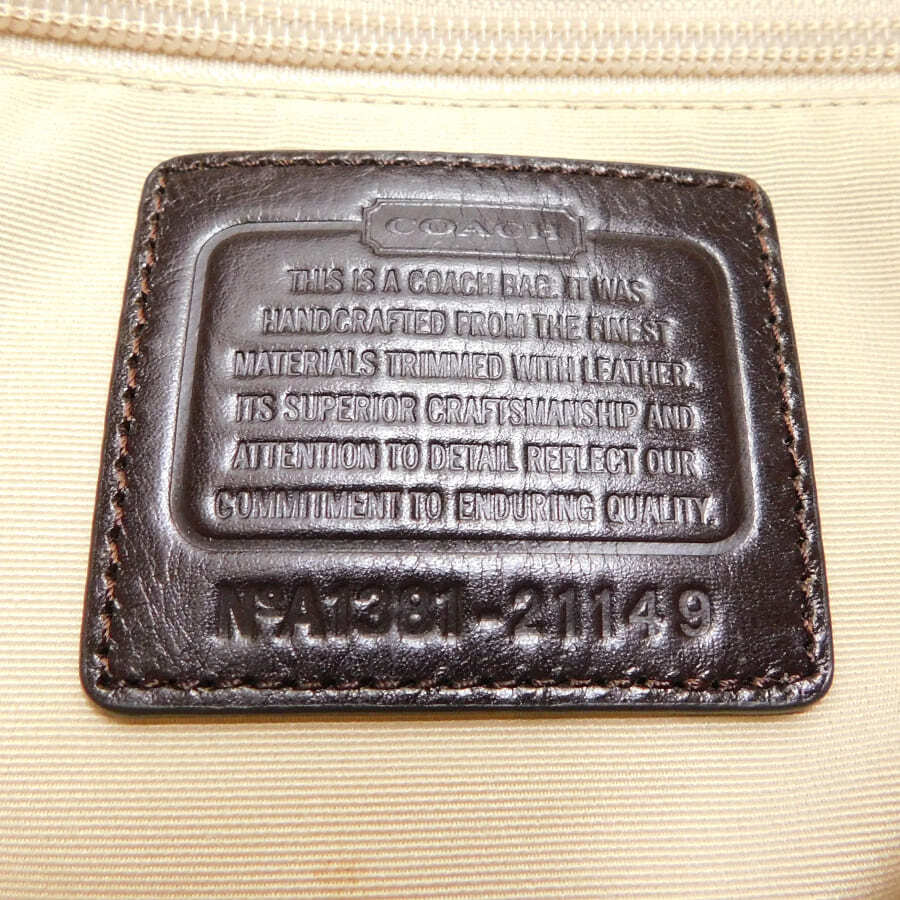 COACH
THIS IS A COACH BAG. IT WAS
HANDCRAFTED FROM THE FINEST
MATERIALS TRIMMED WITH LEATHER.
ITS SUPERIOR CRAFTSMANSHIP AND
ATTENTION TO DETAIL REFLECT OUR
COMMITMENT TO ENDURING QUALITY.
NºA1381-21149